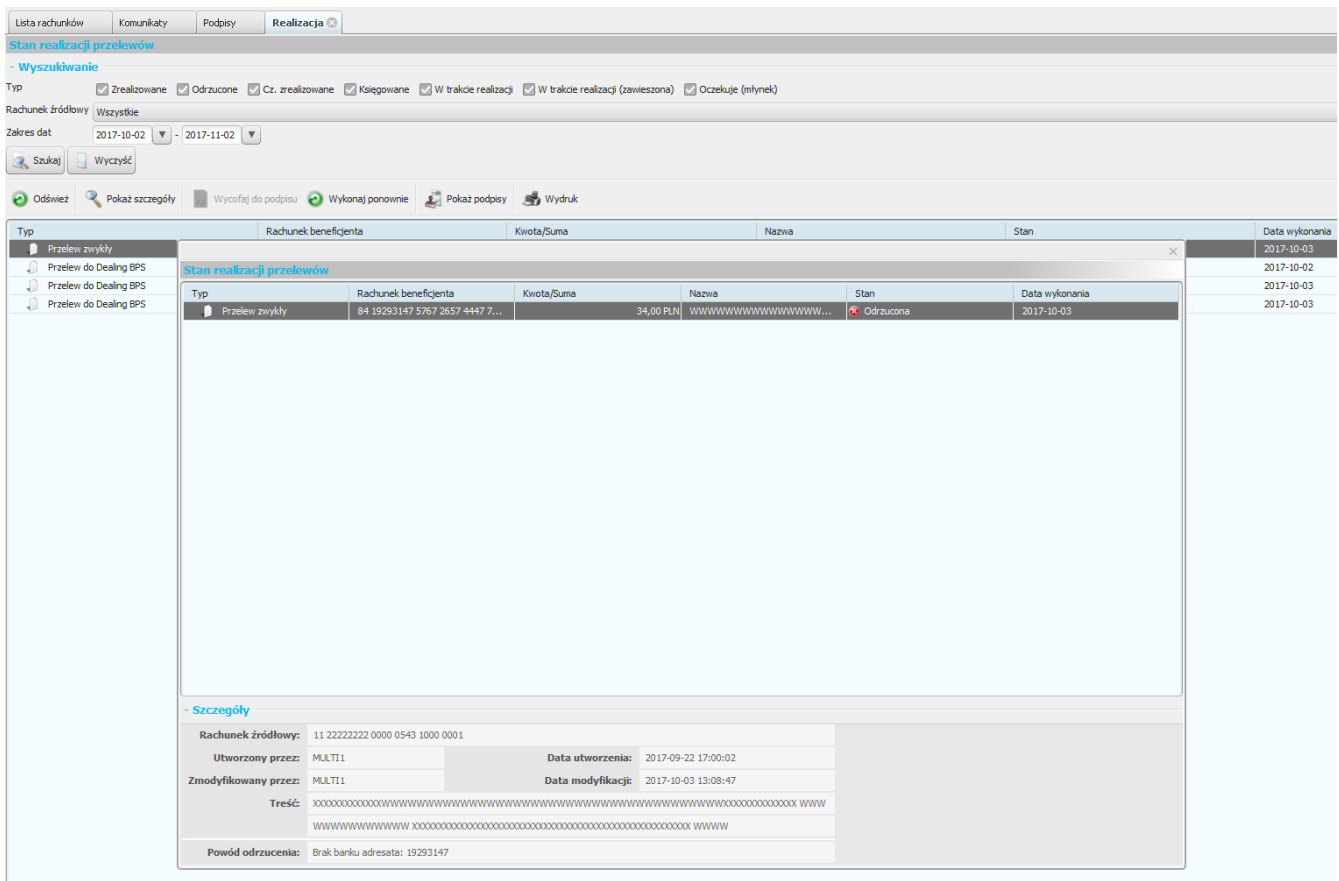 Lista rachunków Komunikaty Podpisy Realizacja
Stan realizacji przelewów
- Wyszukiwanie
Typ Zrealizowane Odrzucone Cz. zrealizowane Księgowane W trakcie realizacji W trakcie realizacji (zawieszona) Oczekuje (młynek)
Rachunek źródłowy Wszystkie
Zakres dat 2017-10-02 - 2017-11-02
Szukaj Wyczyść
Odśwież Pokaż szczegóły Wycofaj do podpisu Wykonaj ponownie Pokaż podpisy Wydruk
Typ Rachunek beneficjenta Kwota/Suma Nazwa Stan Data wykonania
Przelew zwykły 2017-10-03
Przelew do Dealing BPS 2017-10-02
Przelew do Dealing BPS 2017-10-03
Przelew do Dealing BPS 2017-10-03
Stan realizacji przelewów
Typ Rachunek beneficjenta Kwota/Suma Nazwa Stan Data wykonania
Przelew zwykły 84 19293147 5767 2657 4447 7... 34,00 PLN WWWWWWWWWWWWWWW... Odrzucona 2017-10-03
- Szczegóły
Rachunek źródłowy: 11 22222222 0000 0543 1000 0001
Utworzony przez: MULTI1 Data utworzenia: 2017-09-22 17:00:02
Zmodyfikowany przez: MULTI1 Data modyfikacji: 2017-10-03 13:08:47
Treść:
Powód odrzucenia: Brak banku adresata: 19293147